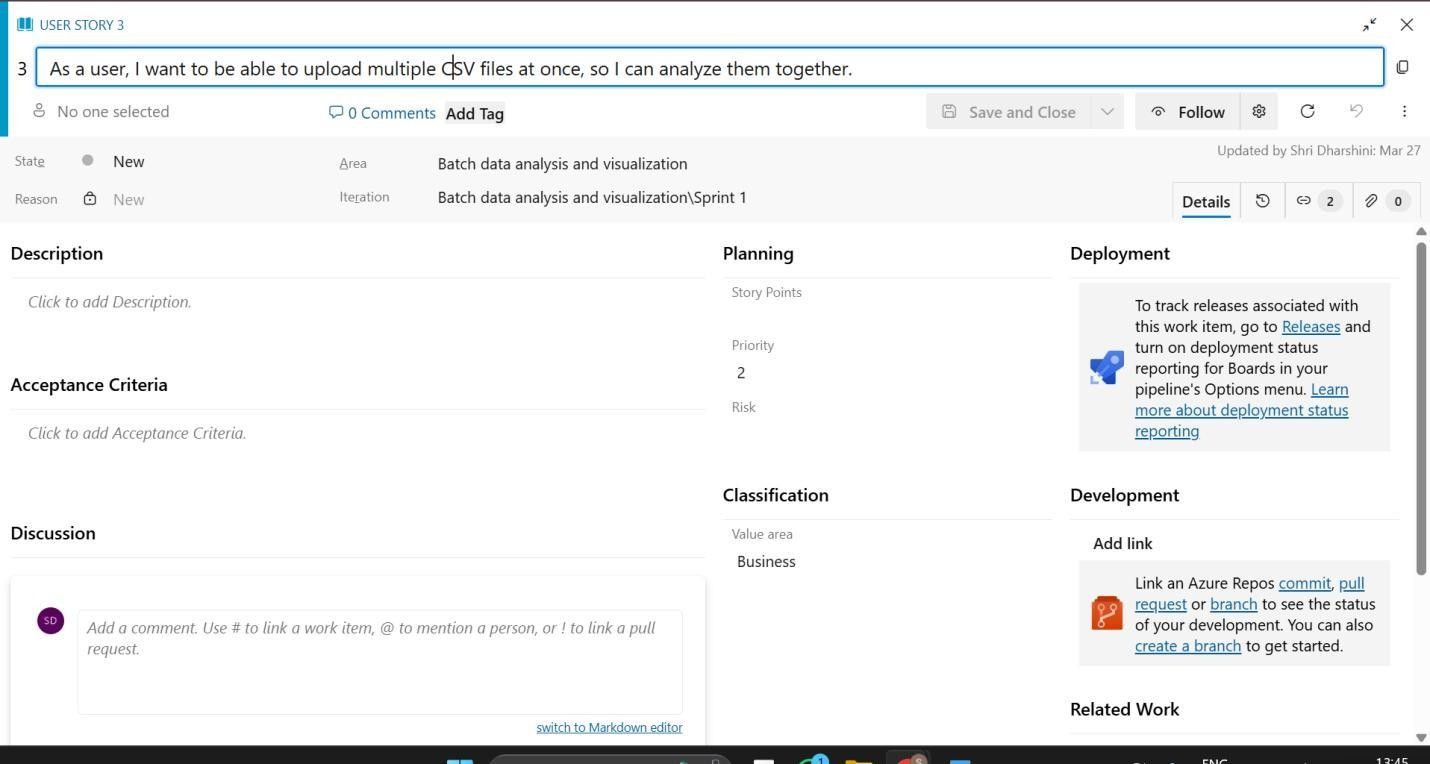 USER STORY 3
3 As a user, I want to be able to upload multiple CSV files at once, so I can analyze them together.
No one selected
0 Comments
Add Tag
Save and Close
Follow
State
New
Area
Batch data analysis and visualization
Updated by Shri Dharshini: Mar 27
Reason
New
Iteration
Batch data analysis and visualization\Sprint 1
Details
2
0
Description
Click to add Description.
Acceptance Criteria
Click to add Acceptance Criteria.
Discussion
SD
Add a comment. Use # to link a work item, @ to mention a person, or ! to link a pull
request.
switch to Markdown editor
Planning
Story Points
Priority
2
Risk
Classification
Value area
Business
Deployment
To track releases associated with
this work item, go to Releases and
turn on deployment status
reporting for Boards in your
pipeline's Options menu. Learn
more about deployment status
reporting
Development
Add link
Link an Azure Repos commit, pull
request or branch to see the status
of your development. You can also
create a branch to get started.
Related Work
1
S
ENG
13:45